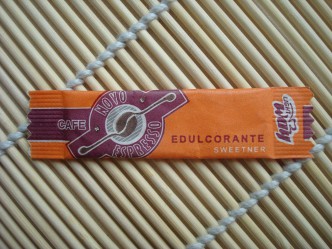 CAFE
NOVO
ESPRESSO
EDULCORANTE
SWEETNER